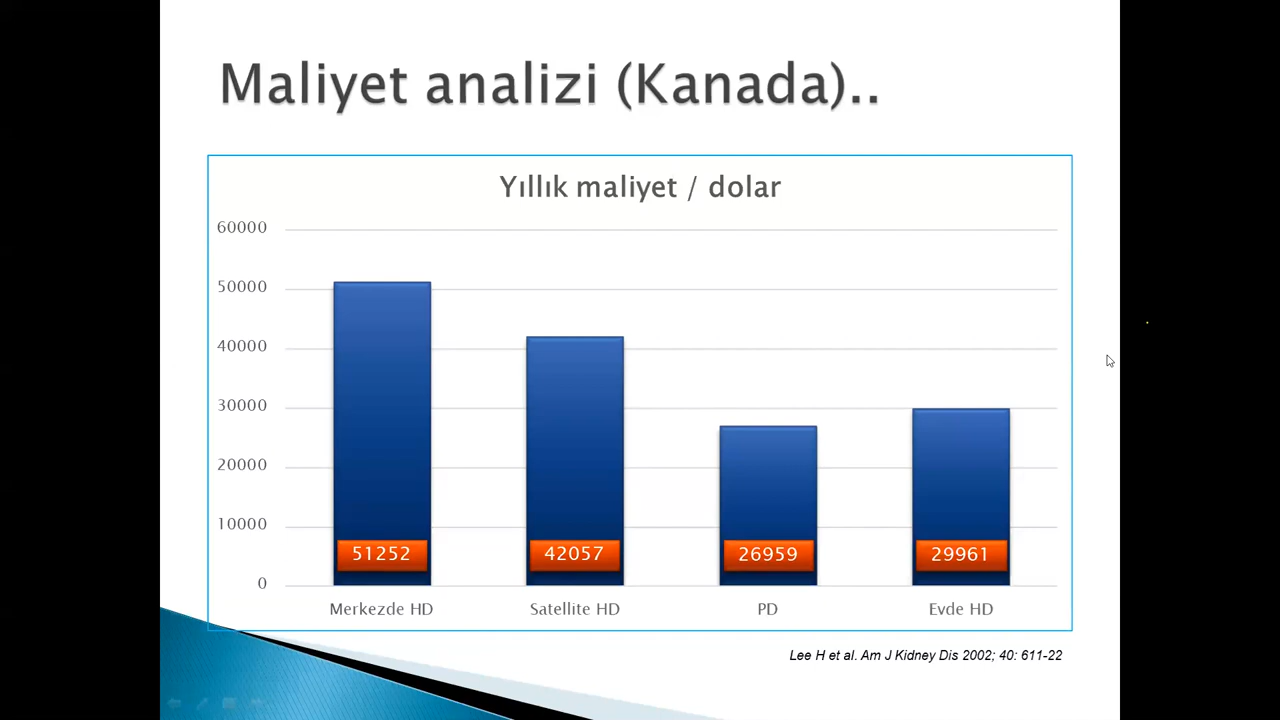 Maliyet analizi (Kanada)..
Yıllık maliyet / dolar
60000
50000
40000
30000
20000
10000
0
51252 42057 26959 29961
Merkezde HD Satellite HD PD Evde HD
Lee H et al. Am J Kidney Dis 2002; 40: 611-22